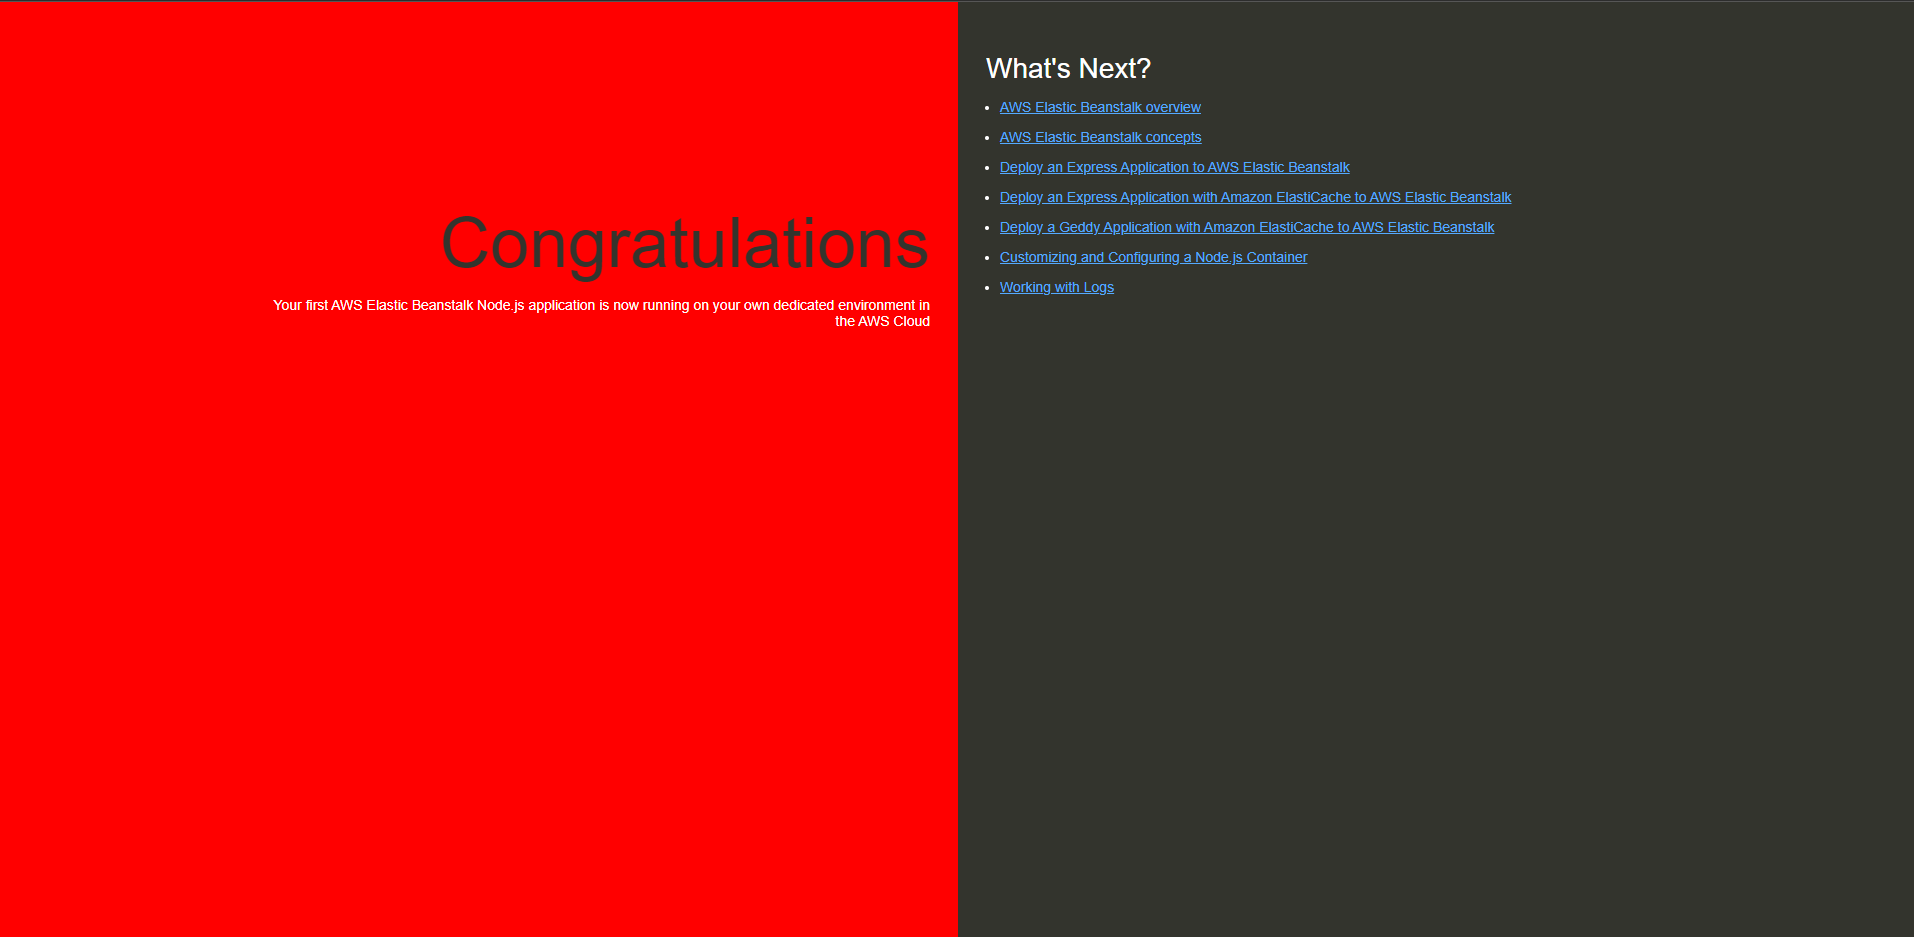 Congratulations
Your first AWS Elastic Beanstalk Node.js application is now running on your own dedicated environment in
the AWS Cloud
What's Next?
AWS Elastic Beanstalk overview
AWS Elastic Beanstalk concepts
Deploy an Express Application to AWS Elastic Beanstalk
Deploy an Express Application with Amazon ElastiCache to AWS Elastic Beanstalk
Deploy a Geddy Application with Amazon ElastiCache to AWS Elastic Beanstalk
Customizing and Configuring a Node.js Container
Working with Logs